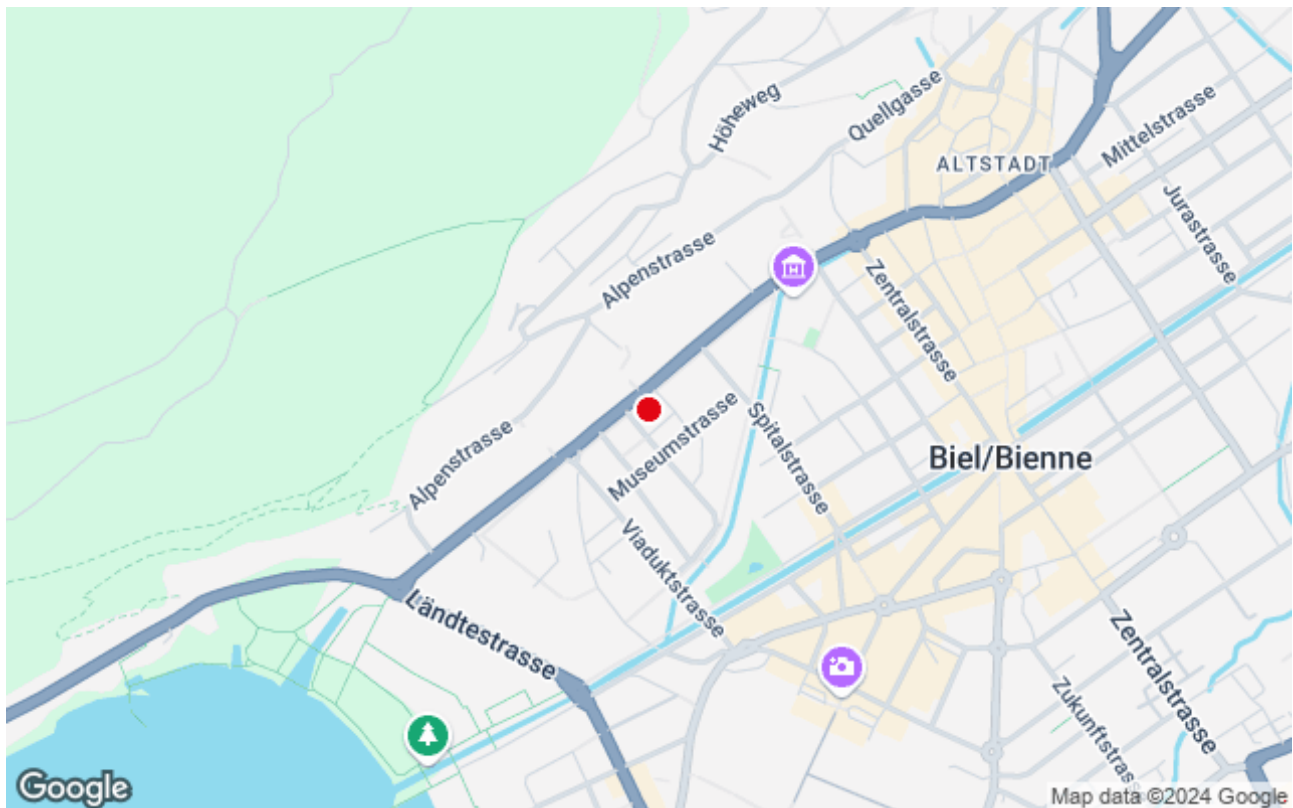 Höheweg
Quellgasse
ALTSTADT
Mittelstrasse
Jurastrasse
Alpenstrasse
Zentralstrasse
Alpenstrasse
Museumstrasse
Spitalstrasse
Biel/Bienne
Viaduktstrasse
Ländtestrasse
Zentralstrasse
Zukunftstrass
Google
Map data ©2024 Google